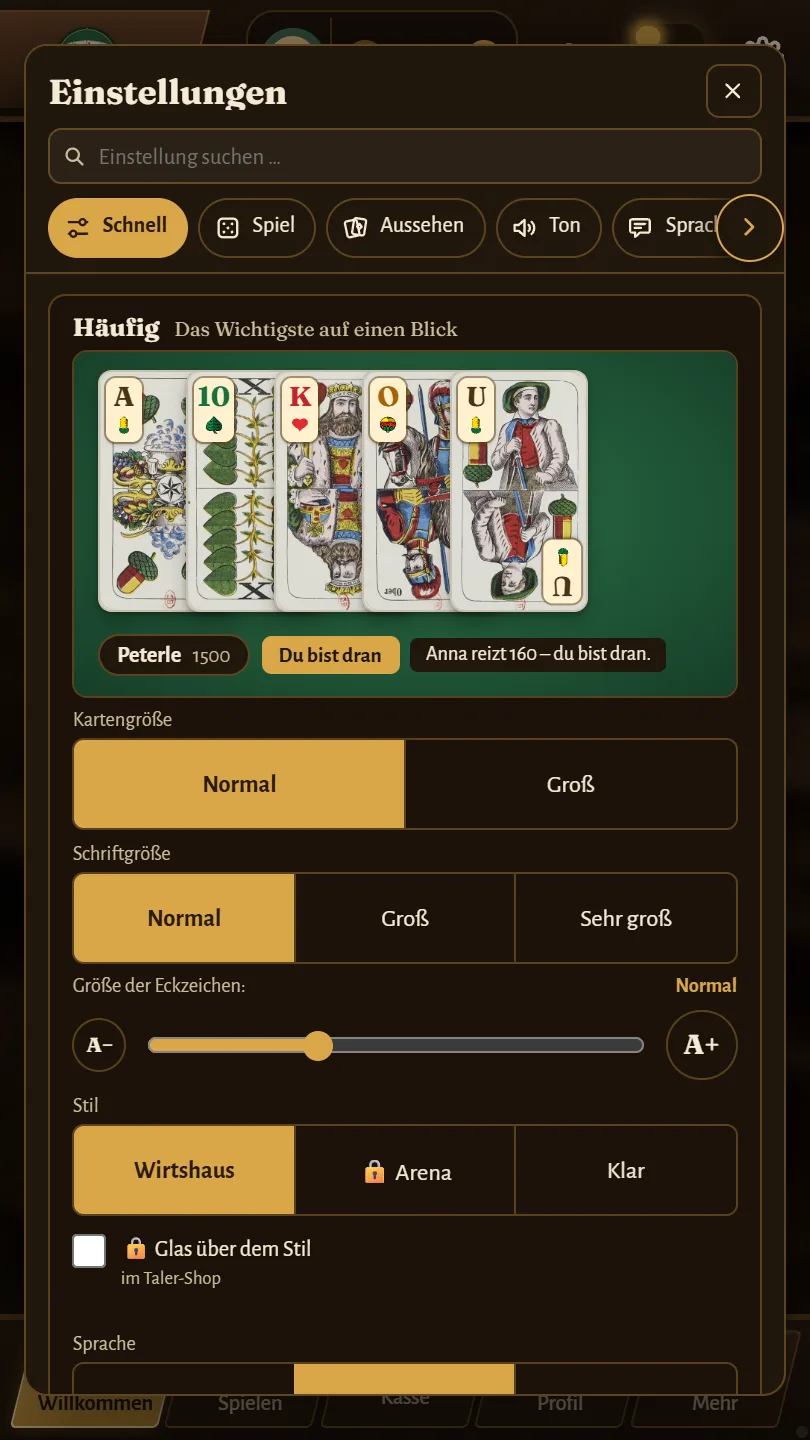 Einstellungen
Einstellung suchen ...
Schnell
Spiel
Aussehen
Ton
Häufig Das Wichtigste auf einen Blick
A 10 K O U
X
X
Ober
U
Peterle 1500 Du bist dran Anna reizt 160 – du bist dran.
Kartengröße
Normal Groß
Schriftgröße
Normal Groß Sehr groß
Größe der Eckzeichen: Normal
A− A+
Stil
Wirtshaus 🔒 Arena Klar
🔒 Glas über dem Stil
im Taler-Shop
Sprache
Willkommen Spielen Kasse Profil Mehr